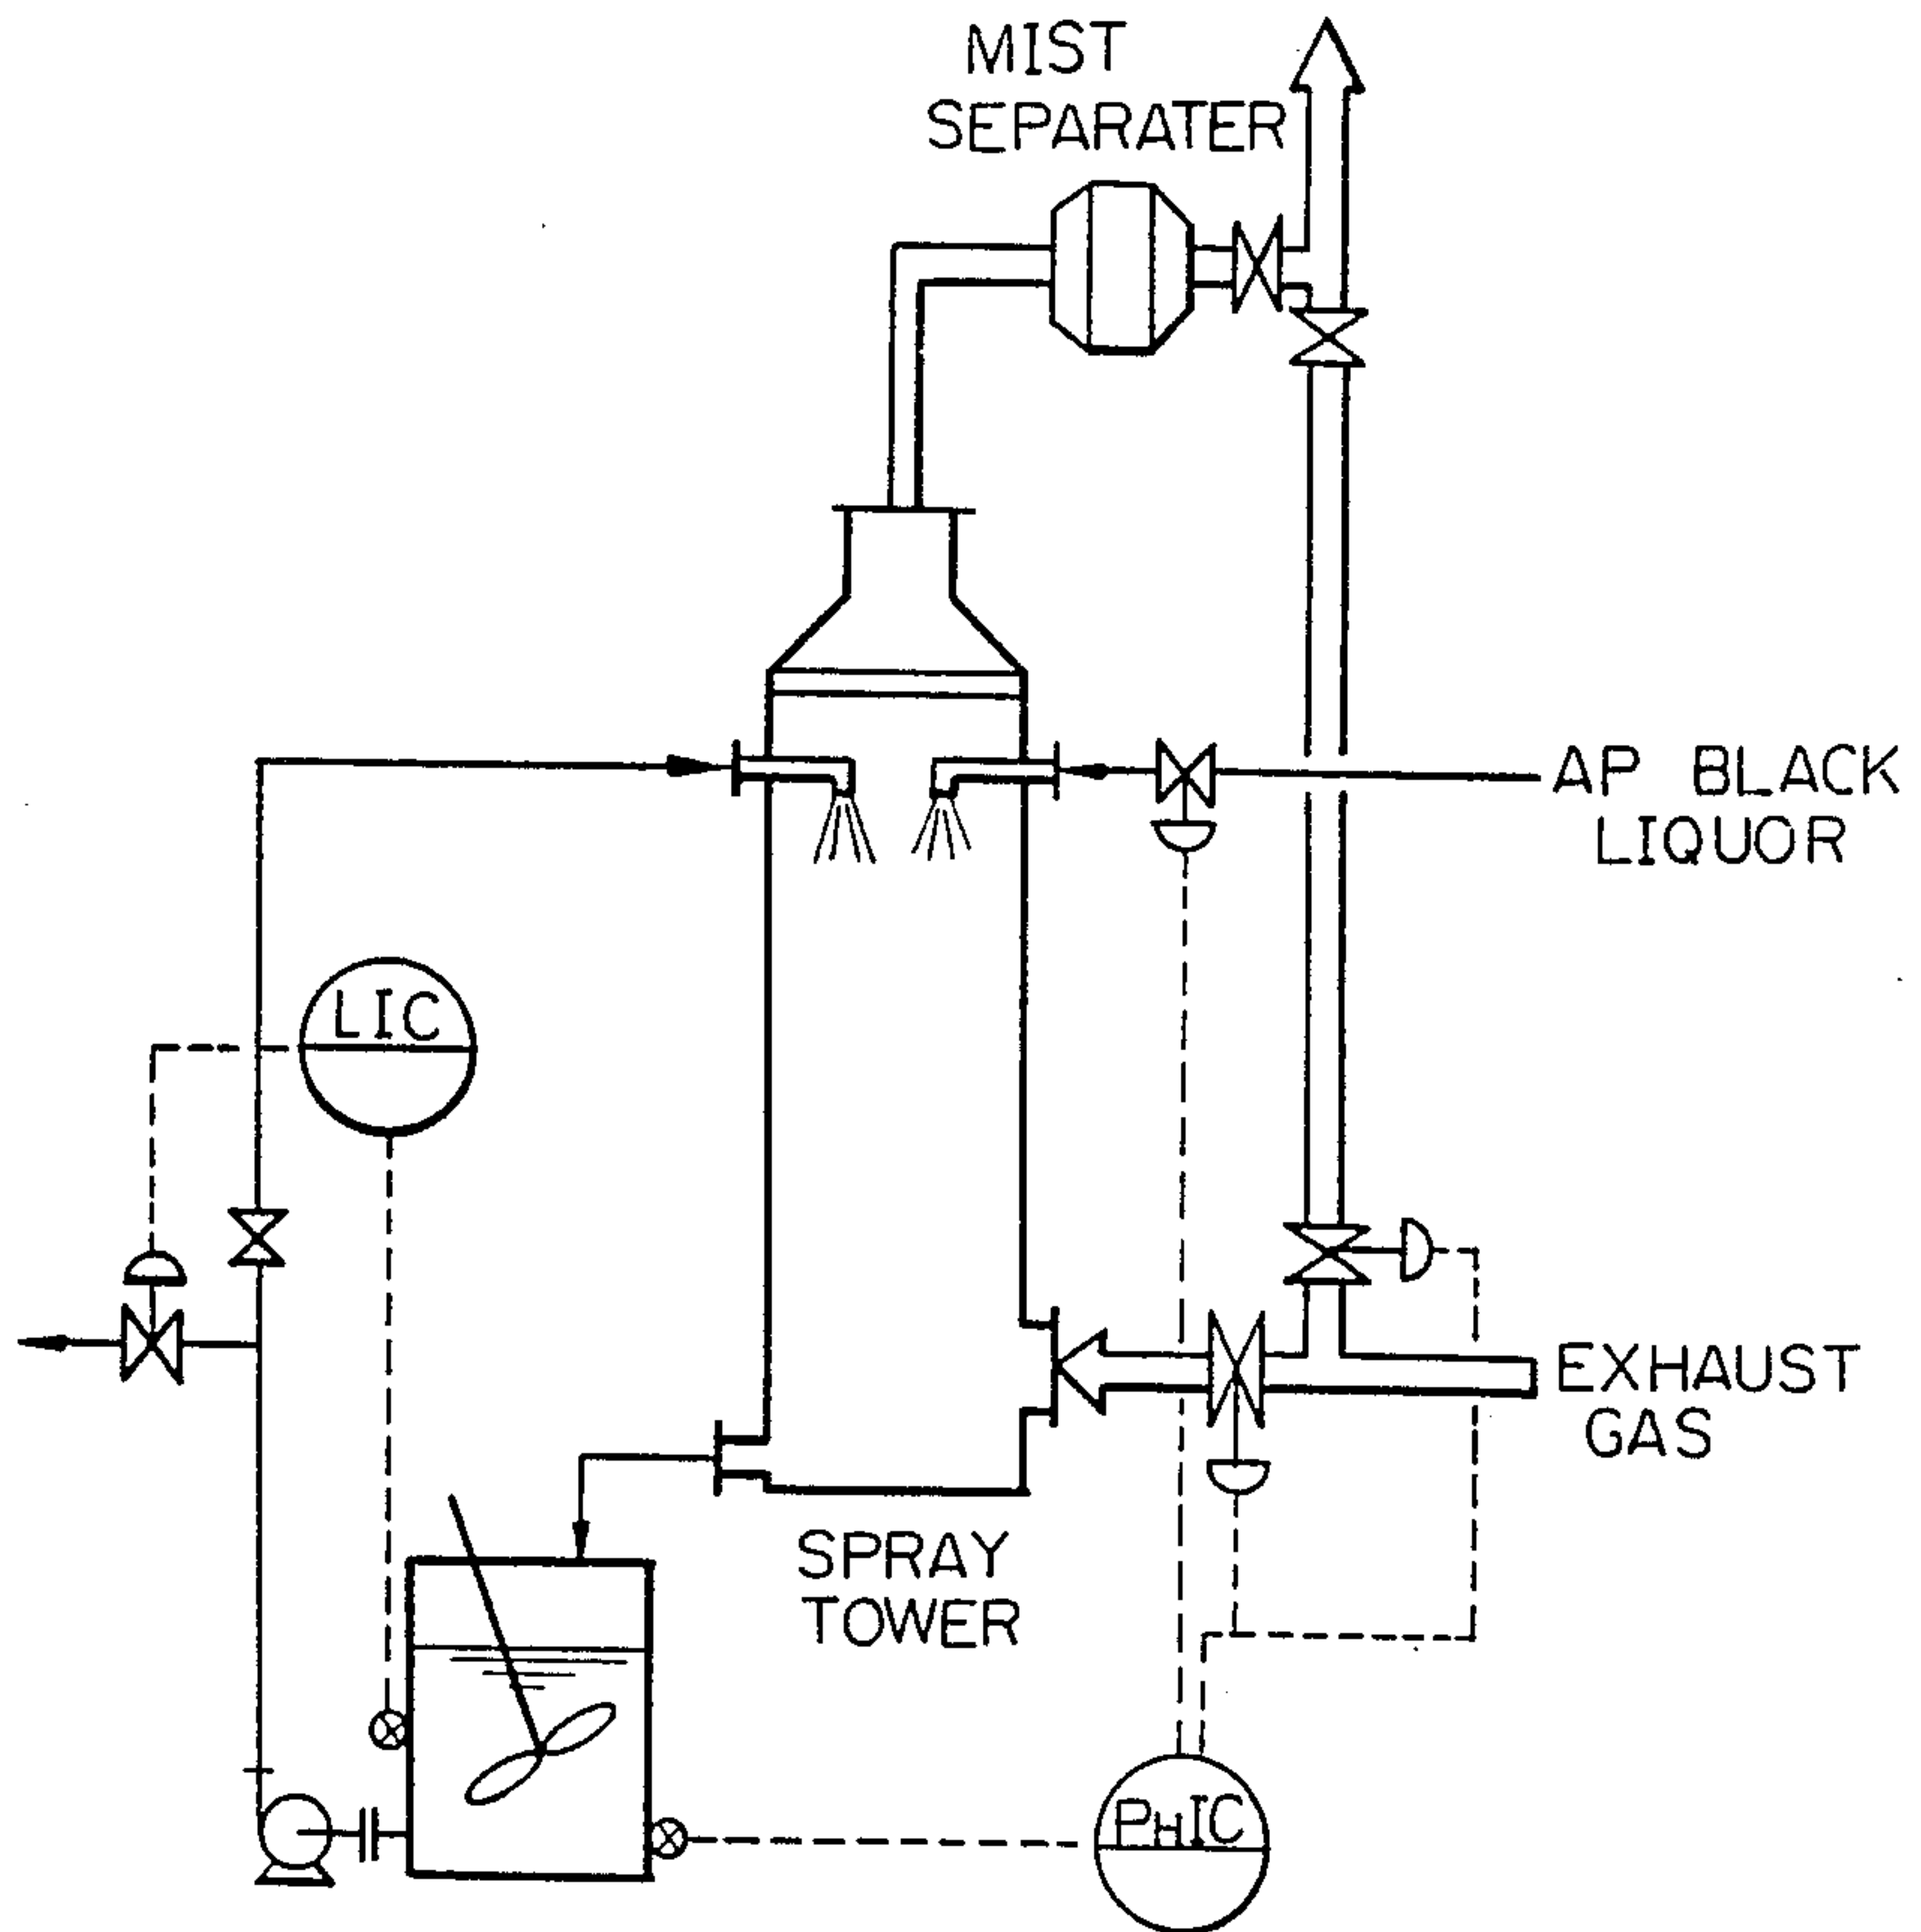 MIST
SEPARATER
AP BLACK
LIQUOR
LIC
EXHAUST
GAS
SPRAY
TOWER
PHIC